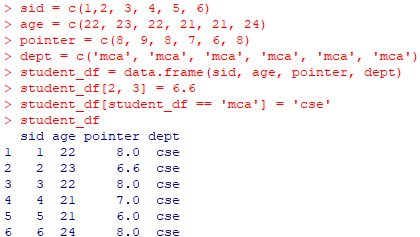 > sid = c(1,2, 3, 4, 5, 6)
> age = c(22, 23, 22, 21, 21, 24)
> pointer = c(8, 9, 8, 7, 6, 8)
> dept = c('mca', 'mca', 'mca', 'mca', 'mca', 'mca')
> student_df = data.frame(sid, age, pointer, dept)
> student_df[2, 3] = 6.6
> student_df[student_df == 'mca'] = 'cse'
> student_df
  sid age pointer dept
1   1  22     8.0  cse
2   2  23     6.6  cse
3   3  22     8.0  cse
4   4  21     7.0  cse
5   5  21     6.0  cse
6   6  24     8.0  cse